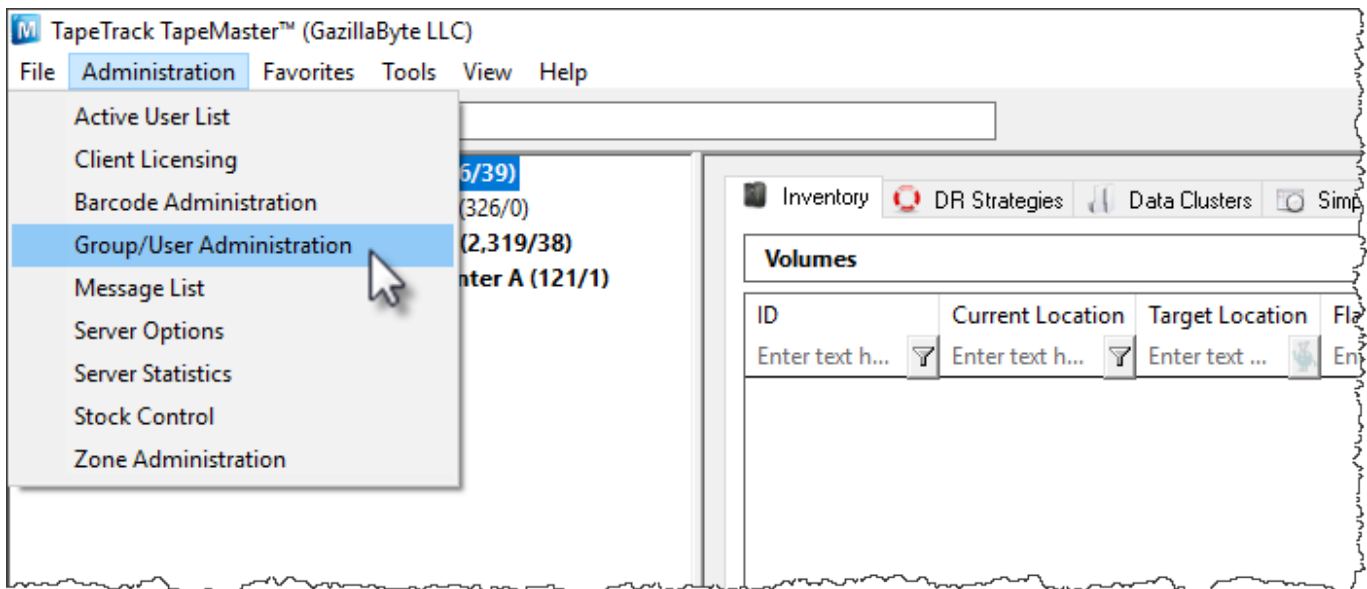 TapeTrack TapeMaster™ (GazillaByte LLC)
File Administration Favorites Tools View Help
Active User List
Client Licensing
Barcode Administration
Group/User Administration
Message List
Server Options
Server Statistics
Stock Control
Zone Administration
6/39)
(326/0)
(2,319/38)
nter A (121/1)
Inventory DR Strategies Data Clusters Simp
Volumes
ID Current Location Target Location Fla
Enter text h... Enter text h... Enter text ... Ent